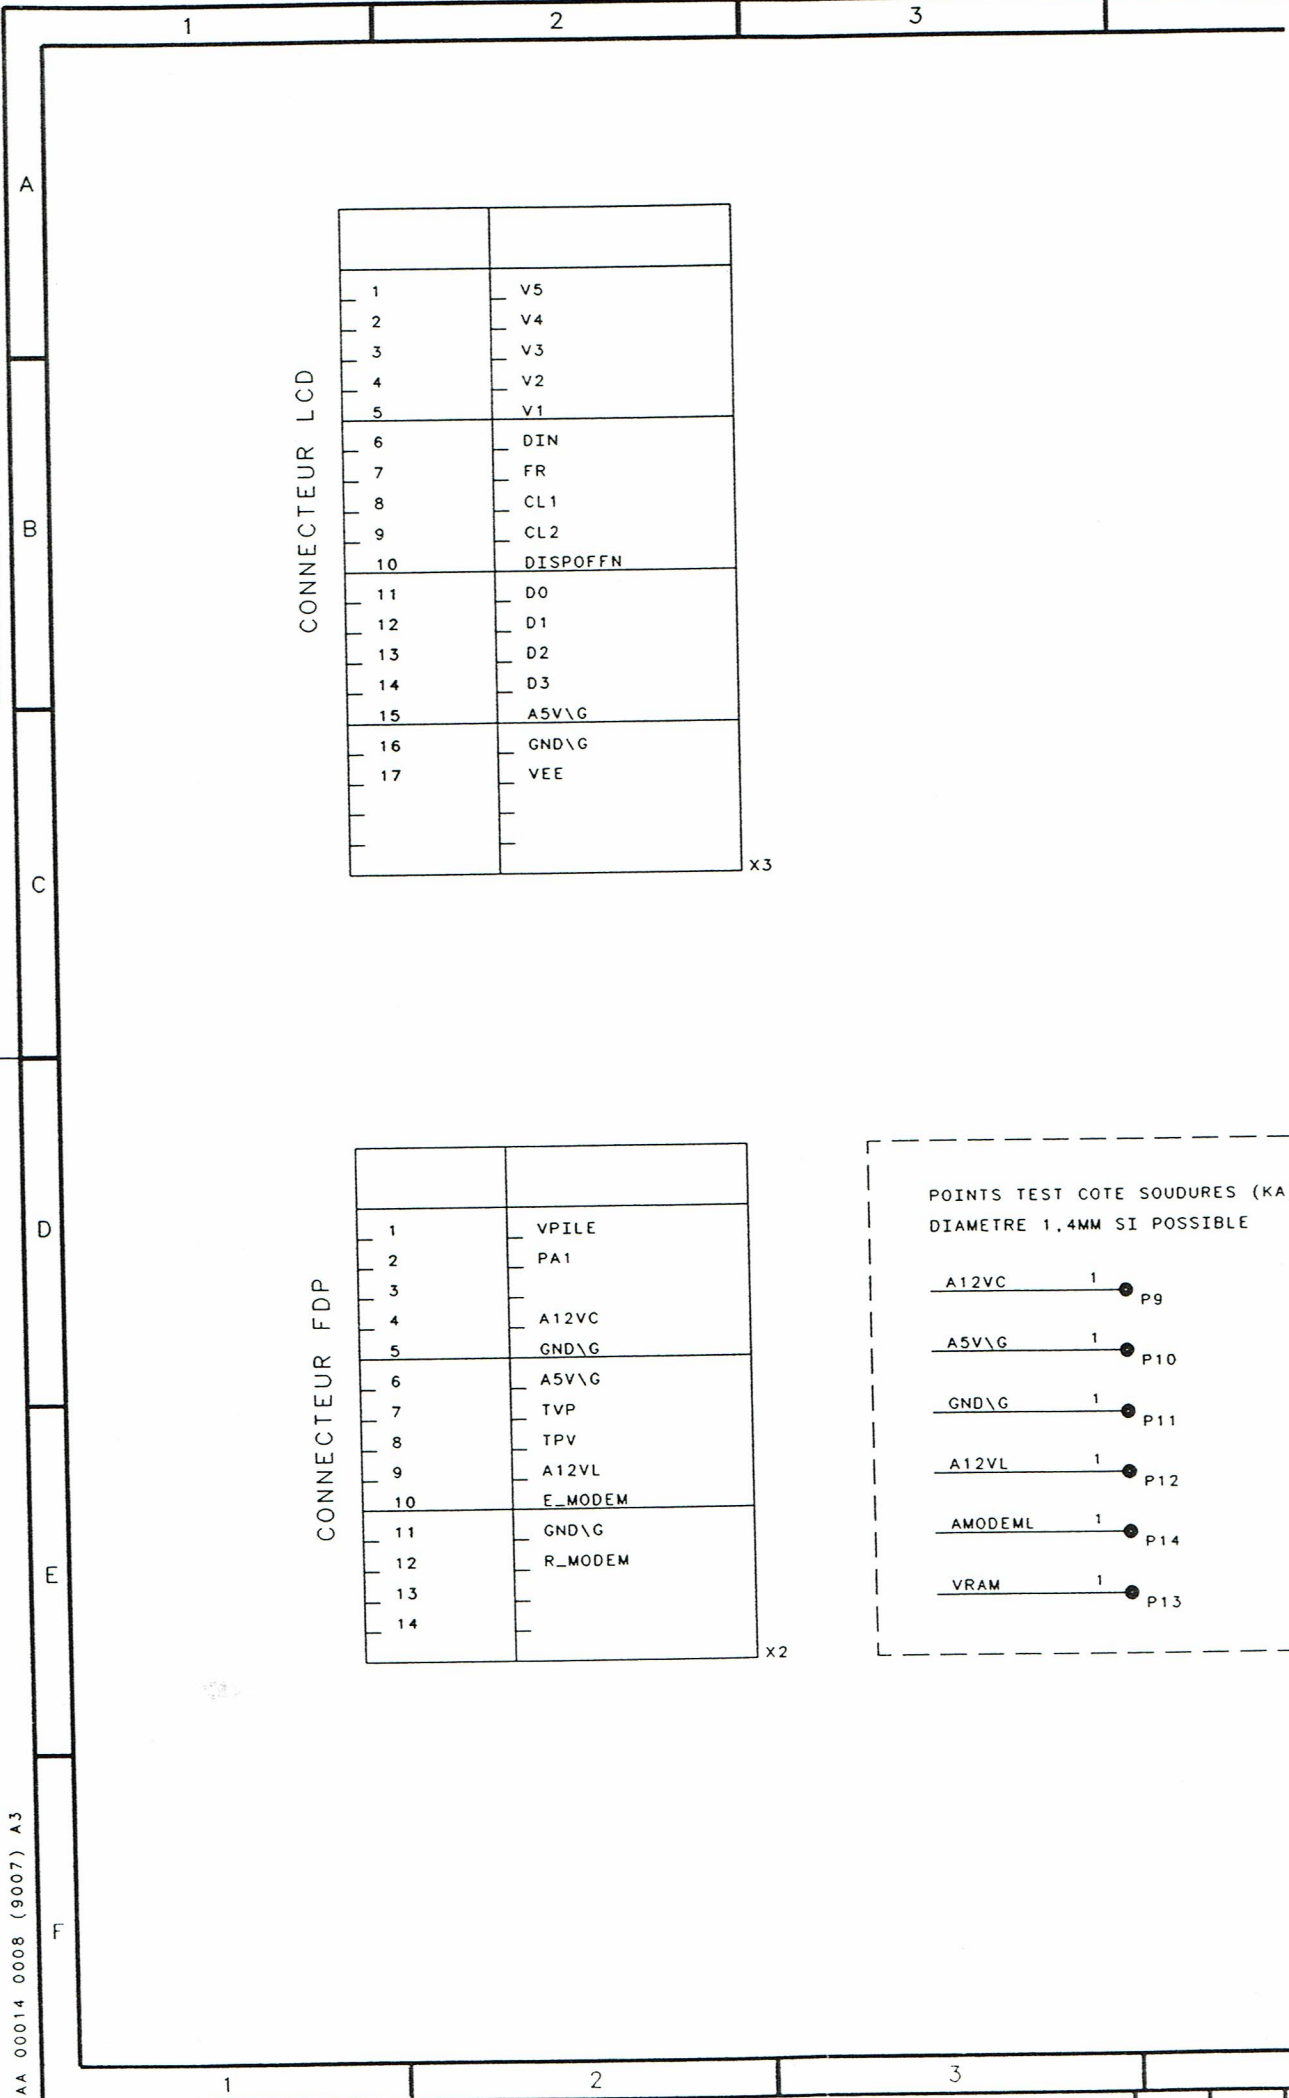 1 2 3
A
B
C
D
E
F
CONNECTEUR LCD
1 V5
2 V4
3 V3
4 V2
5 V1
6 DIN
7 FR
8 CL1
9 CL2
10 DISPOFFN
11 D0
12 D1
13 D2
14 D3
15 A5V\G
16 GND\G
17 VEE
X3
CONNECTEUR FDP
1 VPILE
2 PA1
3
4 A12VC
5 GND\G
6 A5V\G
7 TVP
8 TPV
9 A12VL
10 E_MODEM
11 GND\G
12 R_MODEM
13
14
X2
POINTS TEST COTE SOUDURES (KA
DIAMETRE 1,4MM SI POSSIBLE
A12VC 1 P9
A5V\G 1 P10
GND\G 1 P11
A12VL 1 P12
AMODEML 1 P14
VRAM 1 P13
AA 00014 0008 (9007) A3
1 2 3